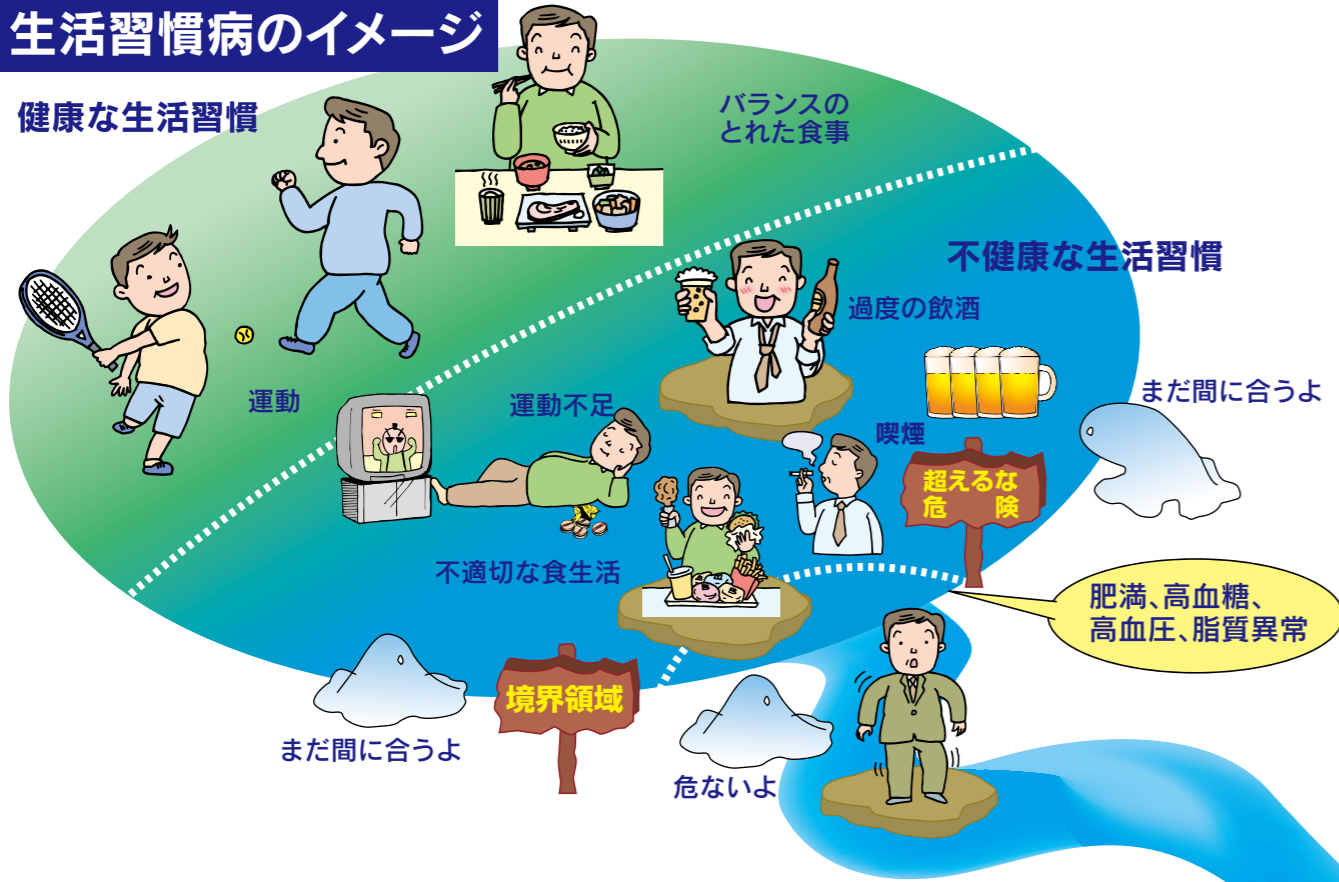 生活習慣病のイメージ
健康な生活習慣
バランスの
とれた食事
不健康な生活習慣
過度の飲酒
運動
運動不足
喫煙
まだ間に合うよ
超えるな
危　険
不適切な食生活
肥満、高血糖、
高血圧、脂質異常
境界領域
まだ間に合うよ
危ないよ